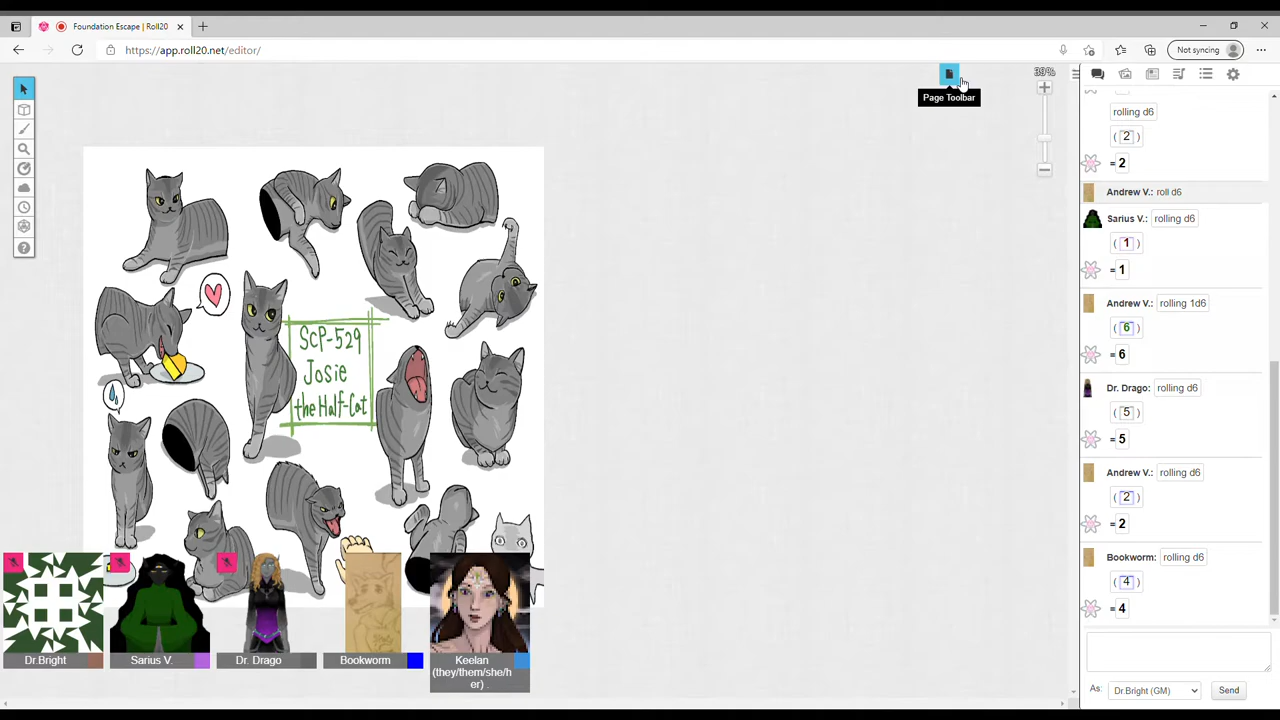 Foundation Escape | Roll20
https://app.roll20.net/editor/
Not syncing
Page Toolbar
89%
rolling d6
( 2 )
= 2
Andrew V.: roll d6
Sarius V.: rolling d6
( 1 )
= 1
Andrew V.: rolling 1d6
( 6 )
= 6
Dr. Drago: rolling d6
( 5 )
= 5
Andrew V.: rolling d6
( 2 )
= 2
Bookworm: rolling d6
( 4 )
= 4
As: Dr.Bright (GM) Send
SCP-529
Josie
the Half-Cat
Dr.Bright
Sarius V.
Dr. Drago
Bookworm
Keelan
(they/them/she/h
er) .